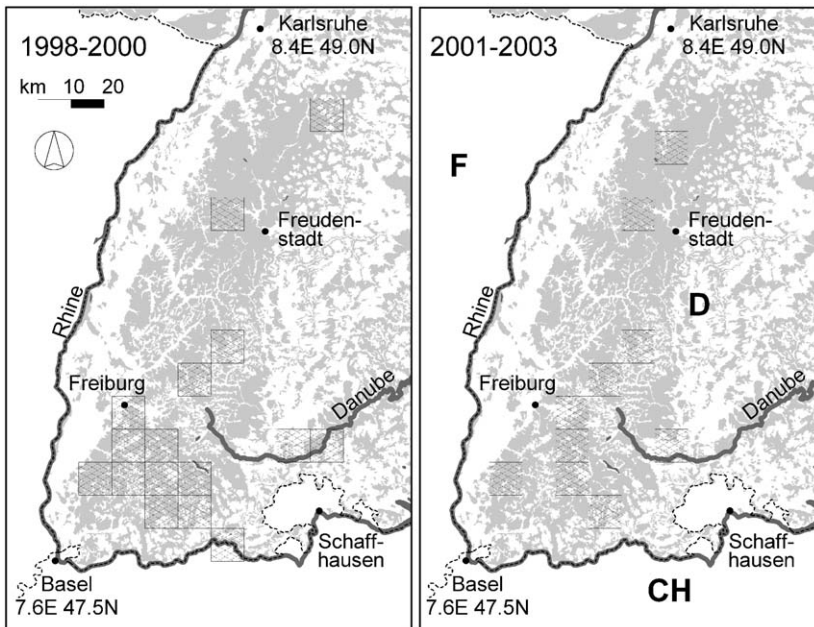 1998-2000
Karlsruhe
8.4E 49.0N
km 10 20
Freuden-
stadt
Rhine
Freiburg
Danube
Schaff-
hausen
Basel
7.6E 47.5N
2001-2003
Karlsruhe
8.4E 49.0N
F
Freuden-
stadt
D
Rhine
Freiburg
Danube
Schaff-
hausen
Basel
CH
7.6E 47.5N